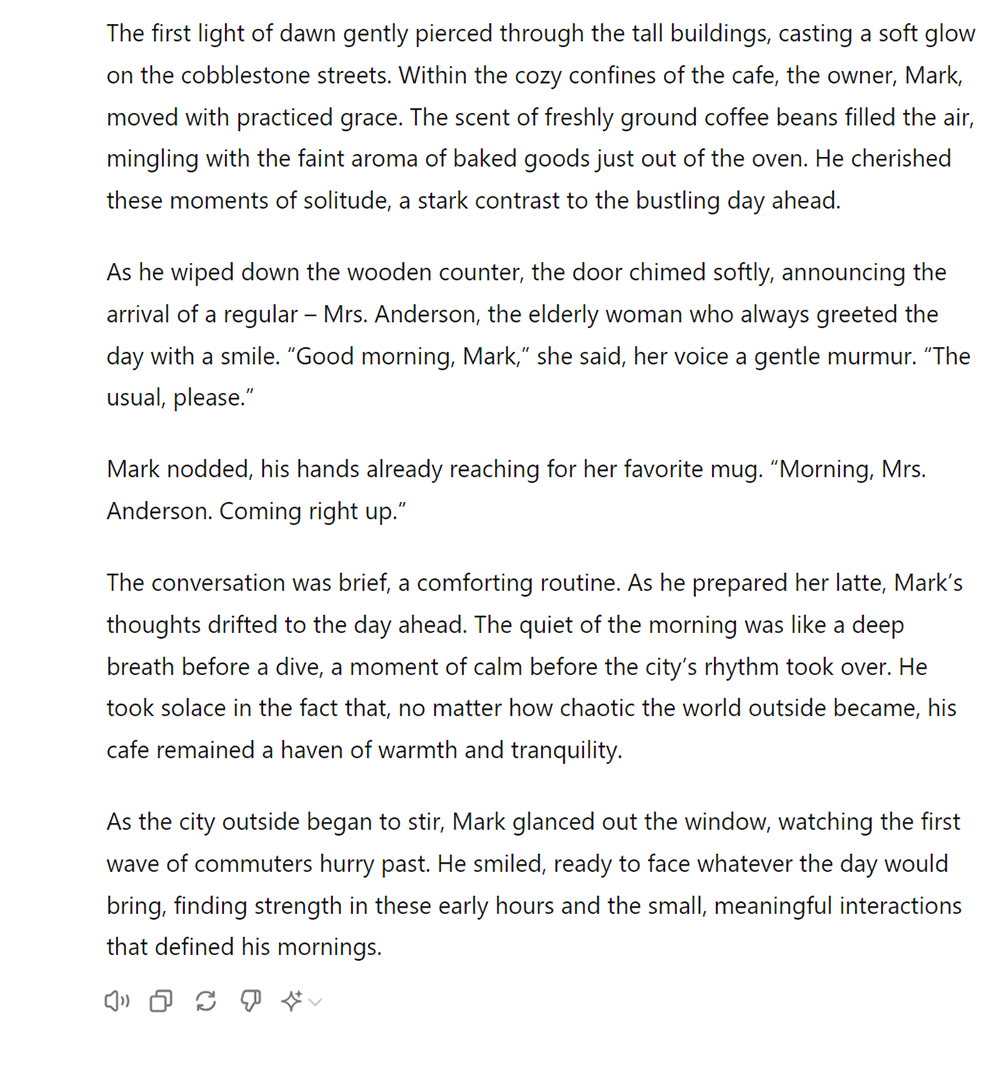 The first light of dawn gently pierced through the tall buildings, casting a soft glow
on the cobblestone streets. Within the cozy confines of the cafe, the owner, Mark,
moved with practiced grace. The scent of freshly ground coffee beans filled the air,
mingling with the faint aroma of baked goods just out of the oven. He cherished
these moments of solitude, a stark contrast to the bustling day ahead.
As he wiped down the wooden counter, the door chimed softly, announcing the
arrival of a regular – Mrs. Anderson, the elderly woman who always greeted the
day with a smile. “Good morning, Mark,” she said, her voice a gentle murmur. “The
usual, please.”
Mark nodded, his hands already reaching for her favorite mug. “Morning, Mrs.
Anderson. Coming right up.”
The conversation was brief, a comforting routine. As he prepared her latte, Mark’s
thoughts drifted to the day ahead. The quiet of the morning was like a deep
breath before a dive, a moment of calm before the city’s rhythm took over. He
took solace in the fact that, no matter how chaotic the world outside became, his
cafe remained a haven of warmth and tranquility.
As the city outside began to stir, Mark glanced out the window, watching the first
wave of commuters hurry past. He smiled, ready to face whatever the day would
bring, finding strength in these early hours and the small, meaningful interactions
that defined his mornings.